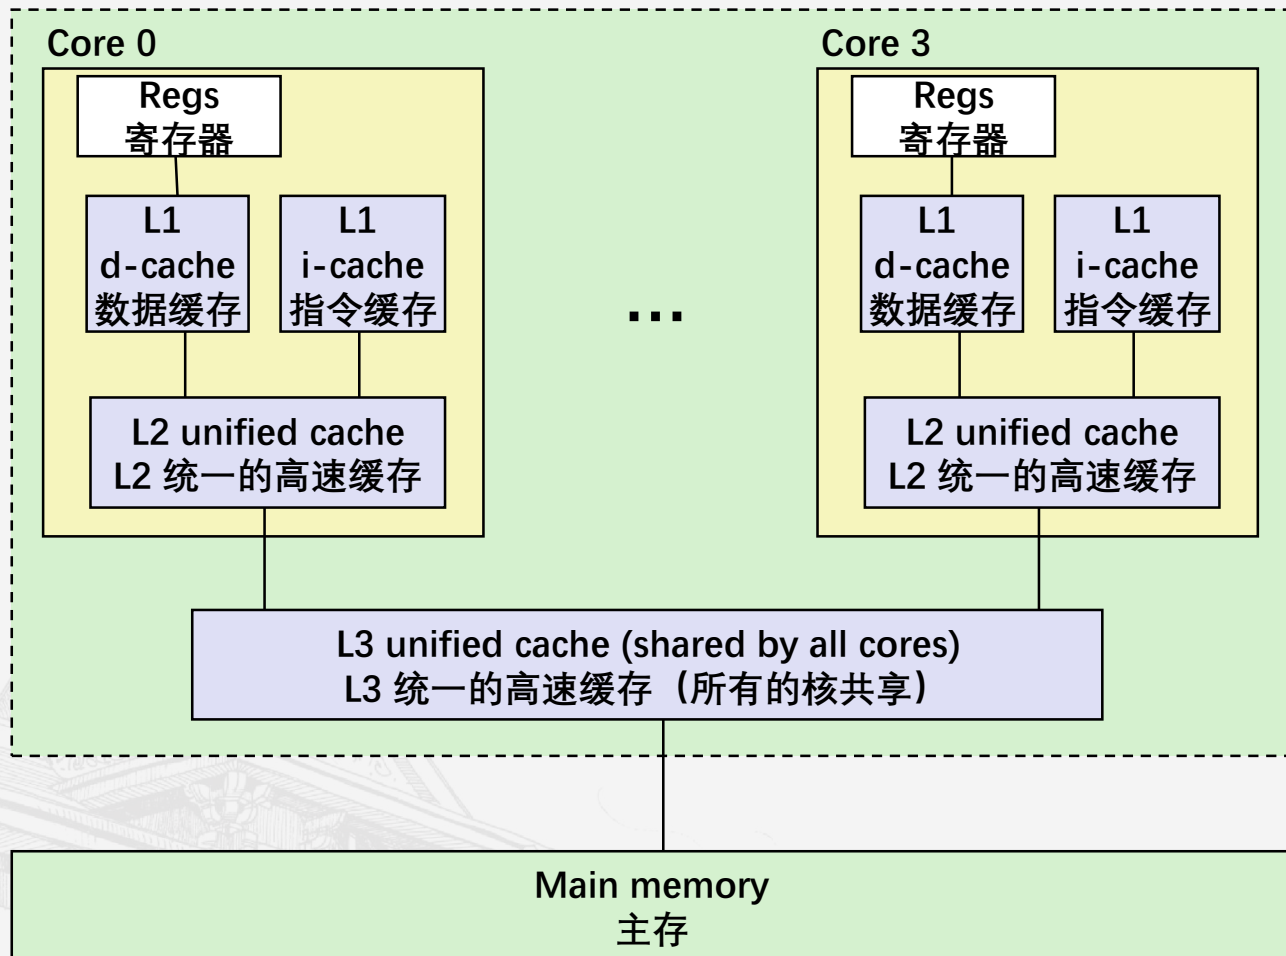 Core 0
Regs
寄存器
L1
d-cache
数据缓存
L1
i-cache
指令缓存
L2 unified cache
L2 统一的高速缓存
...
Core 3
Regs
寄存器
L1
d-cache
数据缓存
L1
i-cache
指令缓存
L2 unified cache
L2 统一的高速缓存
L3 unified cache (shared by all cores)
L3 统一的高速缓存（所有的核共享）
Main memory
主存